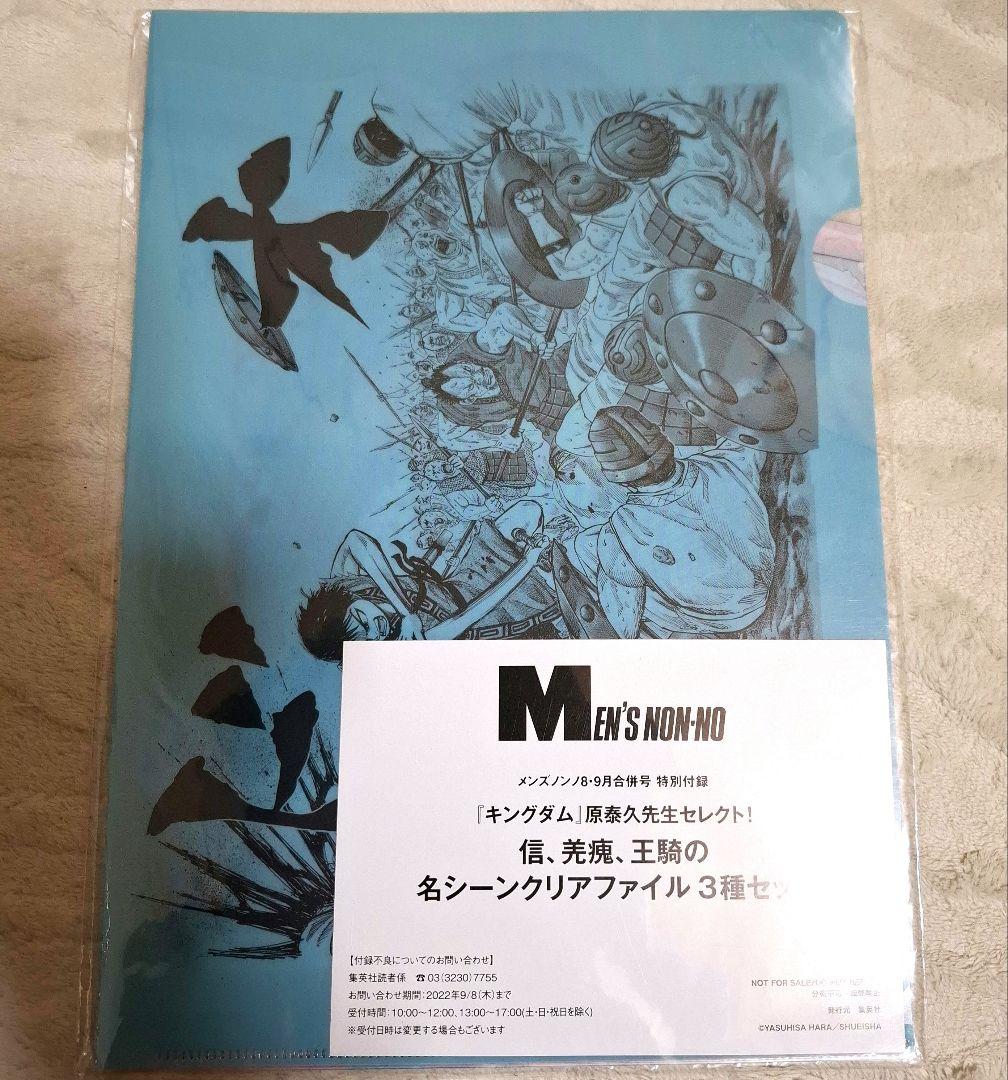 MEN'S NON-NO
メンズノンノ8・9月合併号 特別付録
『キングダム』原泰久先生セレクト！
信、羌瘣、王騎の
名シーンクリアファイル 3種セッ
【付録不良についてのお問い合わせ】
集英社読者係 ☎03(3230)7755
お問い合わせ期間：2022年9/8(木)まで
受付時間：10:00〜12:00、13:00〜17:00(土・日・祝日を除く)
※受付日時は変更する場合もございます
NOT FOR SALE
発行元 集英社
©YASUHISA HARA／SHUEISHA